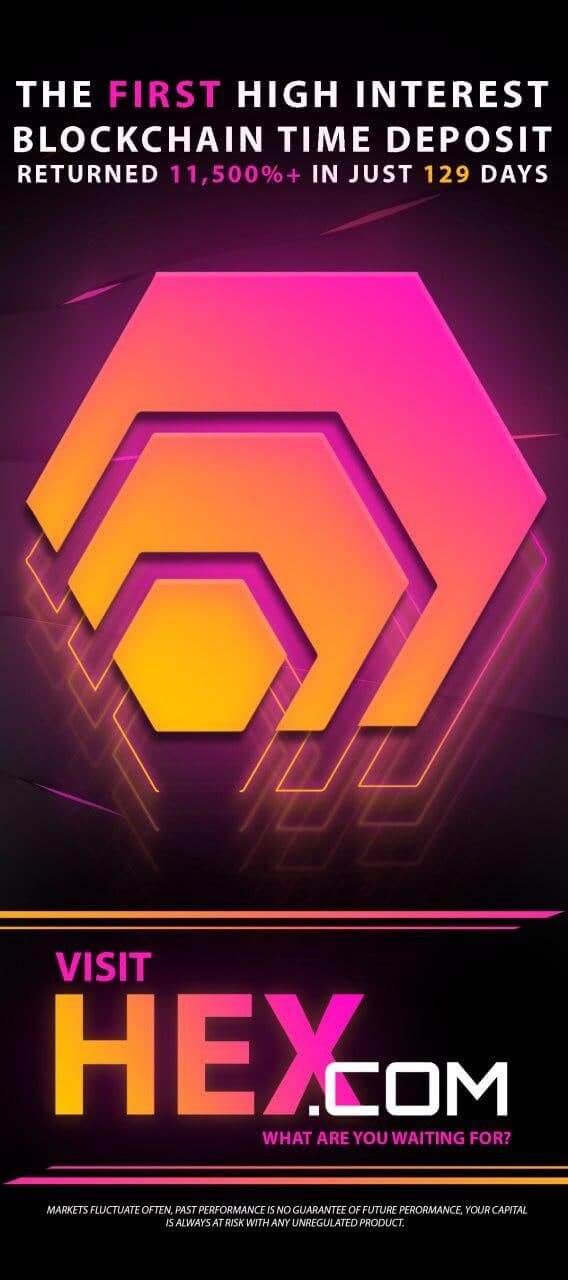 THE FIRST HIGH INTEREST
BLOCKCHAIN TIME DEPOSIT
RETURNED 11,500%+ IN JUST 129 DAYS
VISIT
HEX.COM
WHAT ARE YOU WAITING FOR?
MARKETS FLUCTUATE OFTEN, PAST PERFORMANCE IS NO GUARANTEE OF FUTURE PERORMANCE, YOUR CAPITAL
IS ALWAYS AT RISK WITH ANY UNREGULATED PRODUCT.